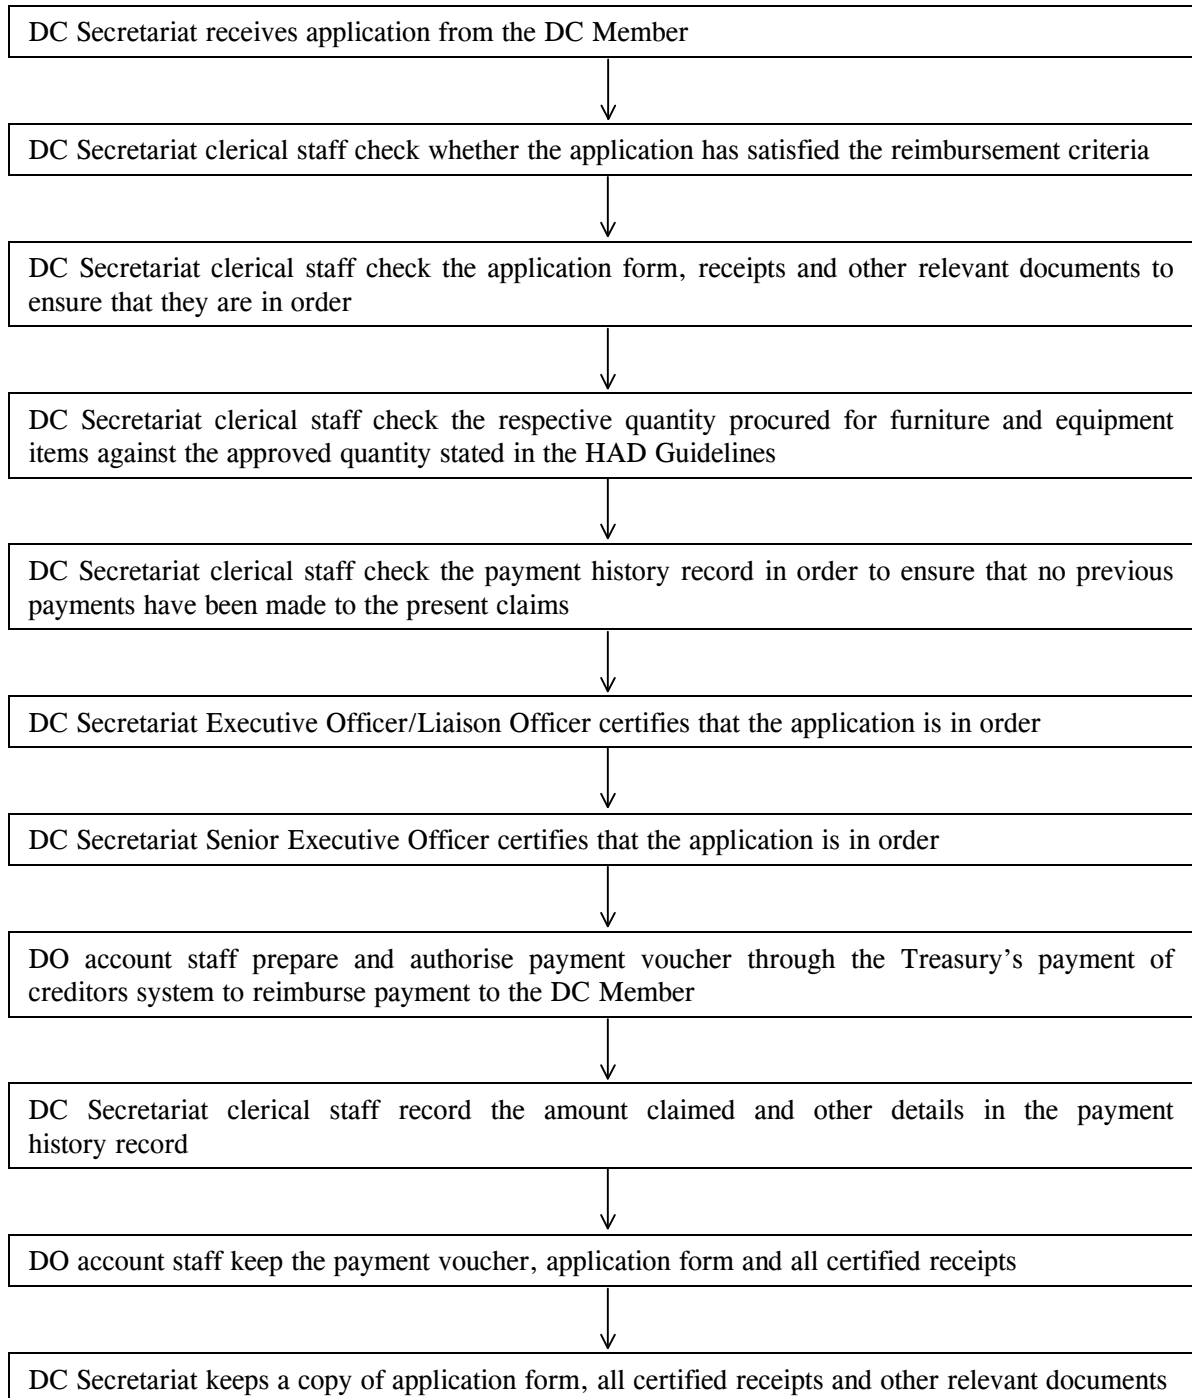 DC Secretariat receives application from the DC Member
DC Secretariat clerical staff check whether the application has satisfied the reimbursement criteria
DC Secretariat clerical staff check the application form, receipts and other relevant documents to
ensure that they are in order
DC Secretariat clerical staff check the respective quantity procured for furniture and equipment
items against the approved quantity stated in the HAD Guidelines
DC Secretariat clerical staff check the payment history record in order to ensure that no previous
payments have been made to the present claims
DC Secretariat Executive Officer/Liaison Officer certifies that the application is in order
DC Secretariat Senior Executive Officer certifies that the application is in order
DO account staff prepare and authorise payment voucher through the Treasury's payment of
creditors system to reimburse payment to the DC Member
DC Secretariat clerical staff record the amount claimed and other details in the payment
history record
DO account staff keep the payment voucher, application form and all certified receipts
DC Secretariat keeps a copy of application form, all certified receipts and other relevant documents